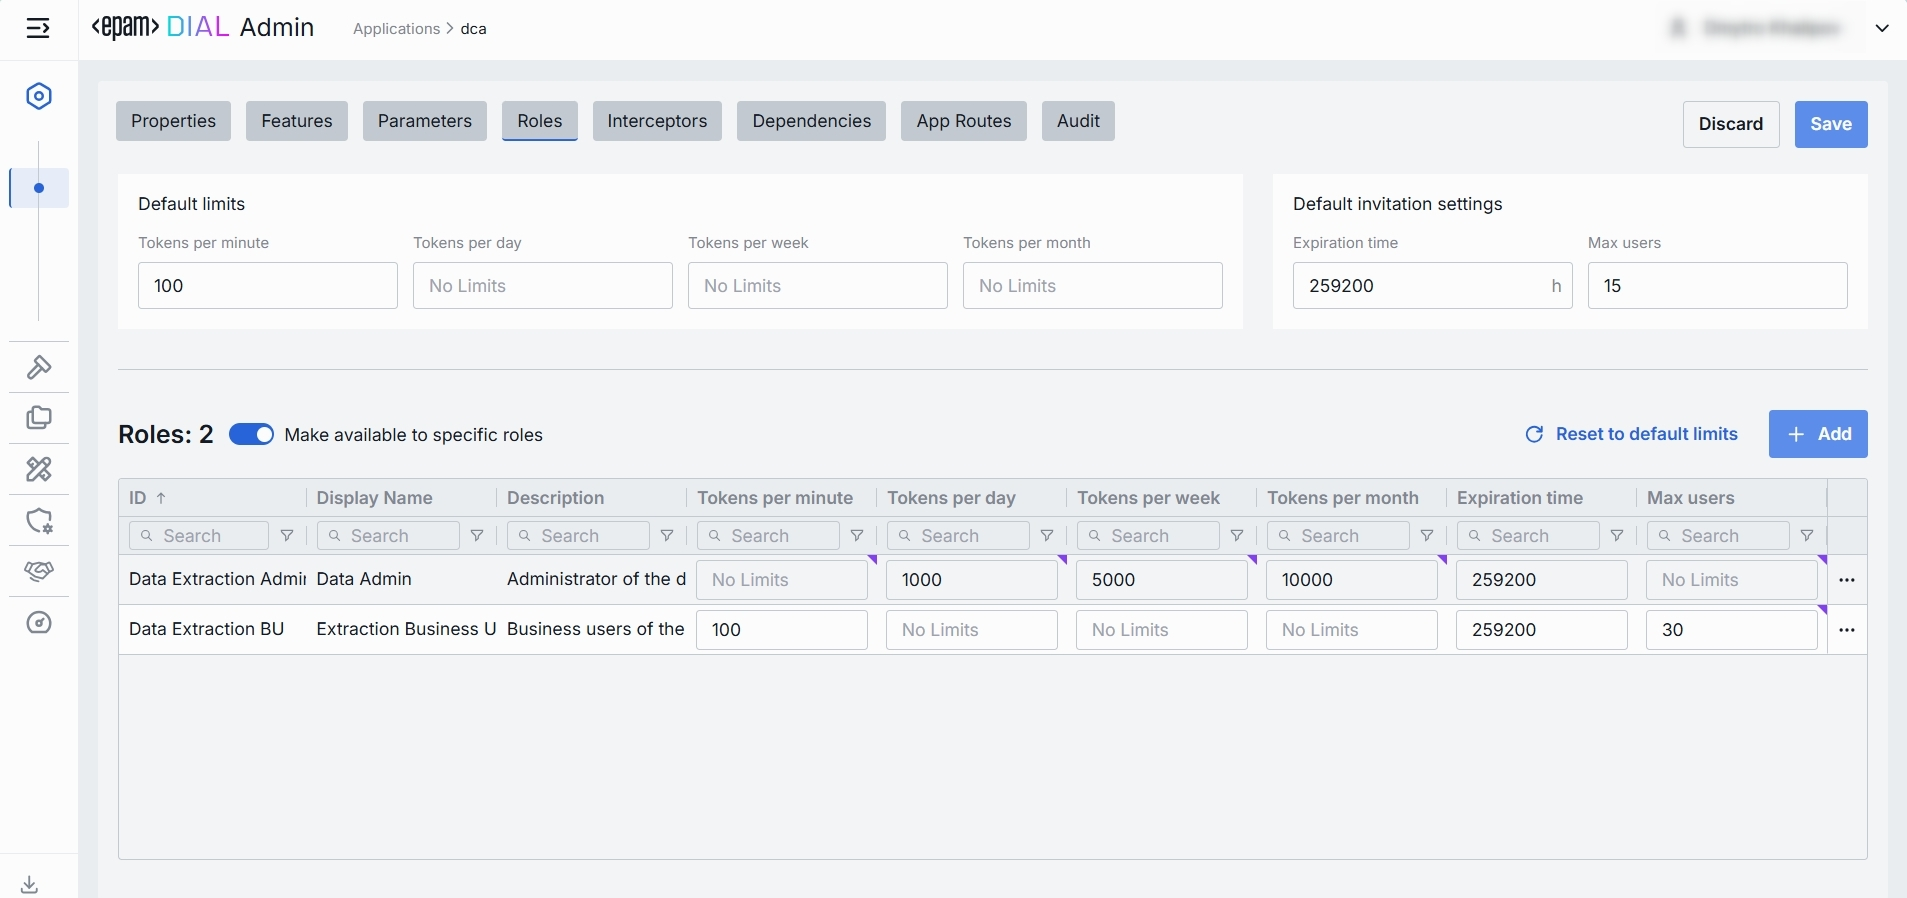 <epam> DIAL Admin
Applications > dca
Properties
Features
Parameters
Roles
Interceptors
Dependencies
App Routes
Audit
Discard
Save
Default limits
Tokens per minute
Tokens per day
Tokens per week
Tokens per month
100
No Limits
No Limits
No Limits
Default invitation settings
Expiration time
Max users
259200 h
15
Roles: 2
Make available to specific roles
Reset to default limits
+ Add
ID ↑ Display Name Description Tokens per minute Tokens per day Tokens per week Tokens per month Expiration time Max users
Search Search Search Search Search Search Search Search Search
Data Extraction Admin Data Admin Administrator of the d No Limits 1000 5000 10000 259200 No Limits ...
Data Extraction BU Extraction Business U Business users of the 100 No Limits No Limits No Limits 259200 30 ...